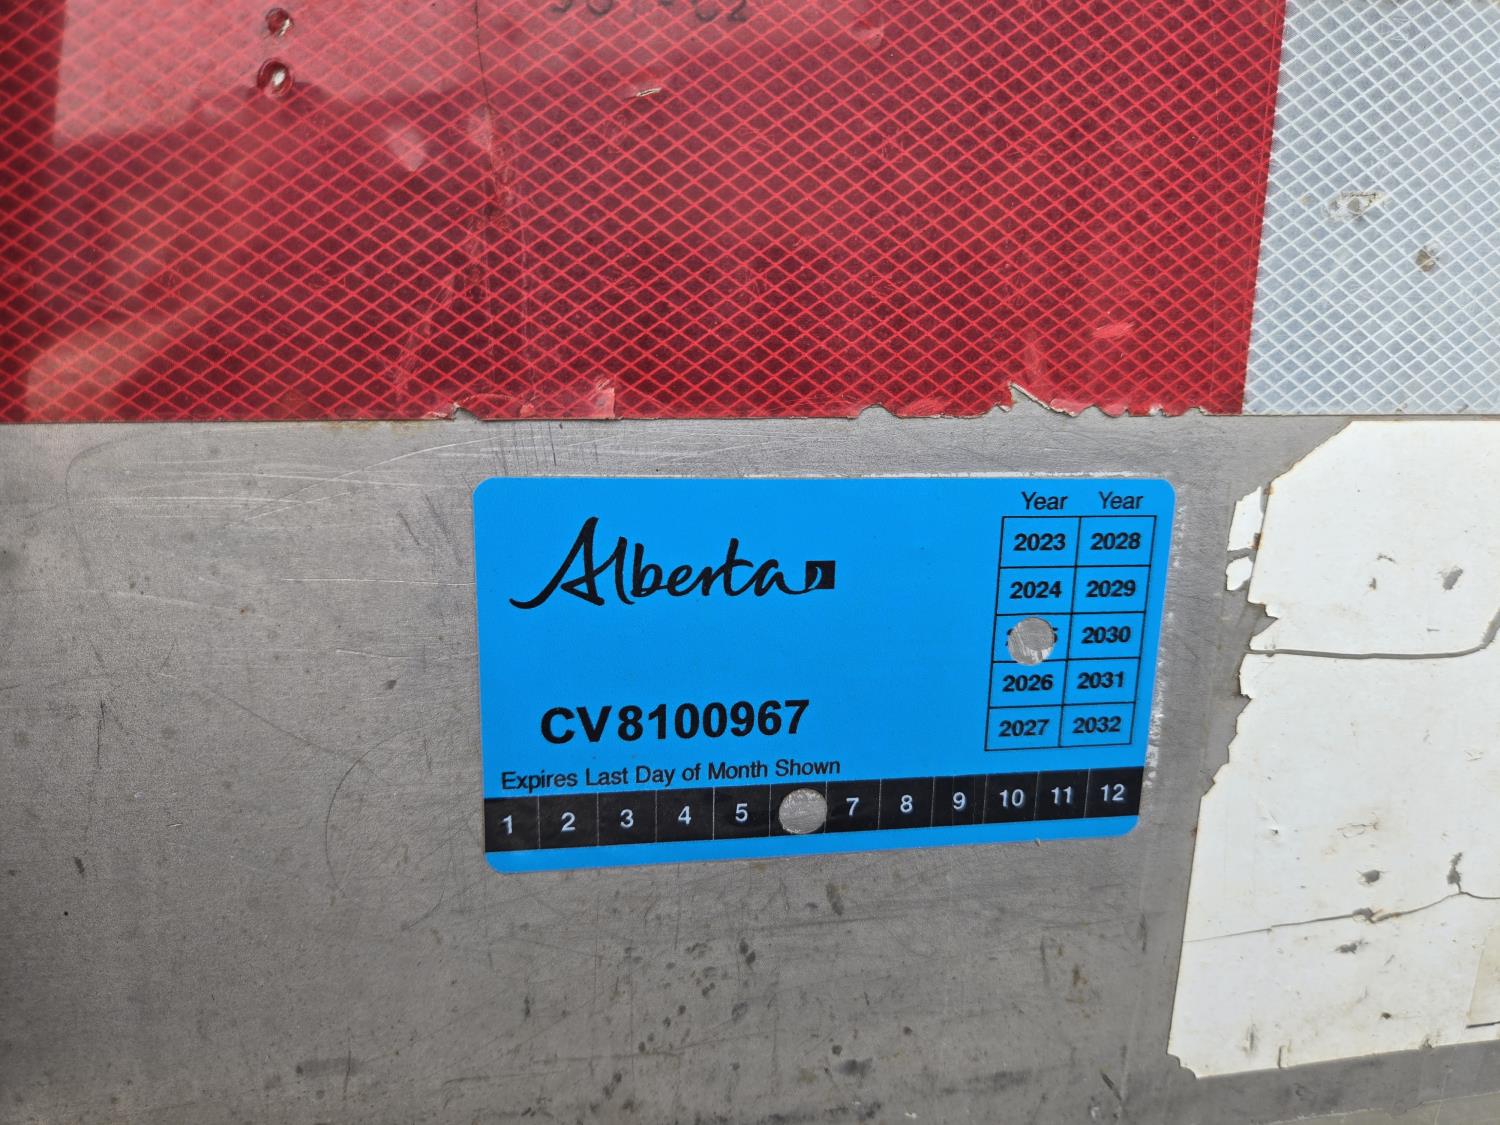 Alberta
Year Year
2023 2028
2024 2029
2030
2026 2031
2027 2032
CV8100967
Expires Last Day of Month Shown
1 2 3 4 5 7 8 9 10 11 12